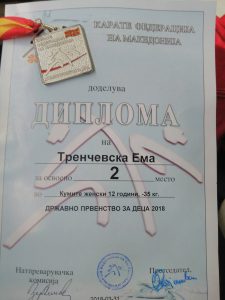 КАРАТЕ ФЕДЕРАЦИЈА
НА МАКЕДОНИЈА
доделува
ДИПЛОМА
на
Тренчевска Ема
за освоено 2 место
Кумите женски 12 години, -35 кг.
ДРЖАВНО ПРВЕНСТВО ЗА ДЕЦА 2018
Натпреварувачка
комисија
Претседател,